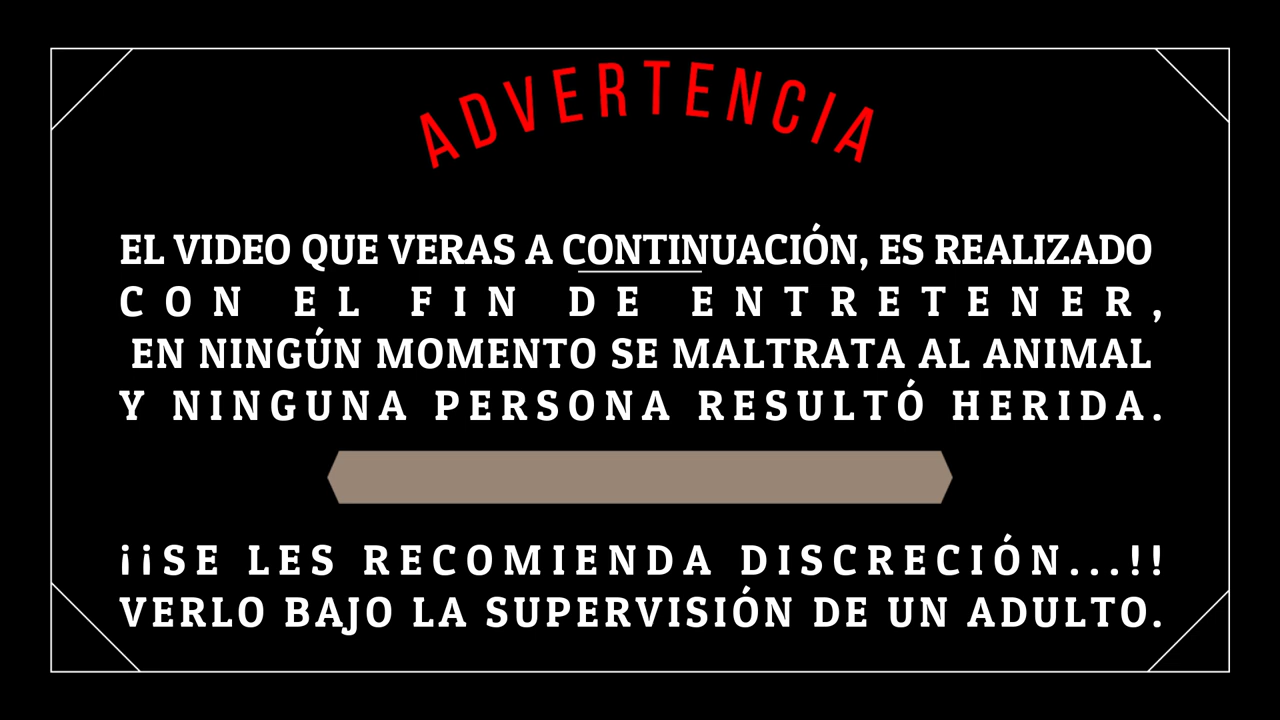 ADVERTENCIA
EL VIDEO QUE VERAS A CONTINUACIÓN, ES REALIZADO
CON EL FIN DE ENTRETENER,
EN NINGÚN MOMENTO SE MALTRATA AL ANIMAL
Y NINGUNA PERSONA RESULTÓ HERIDA.
¡¡SE LES RECOMIENDA DISCRECIÓN...!!
VERLO BAJO LA SUPERVISIÓN DE UN ADULTO.